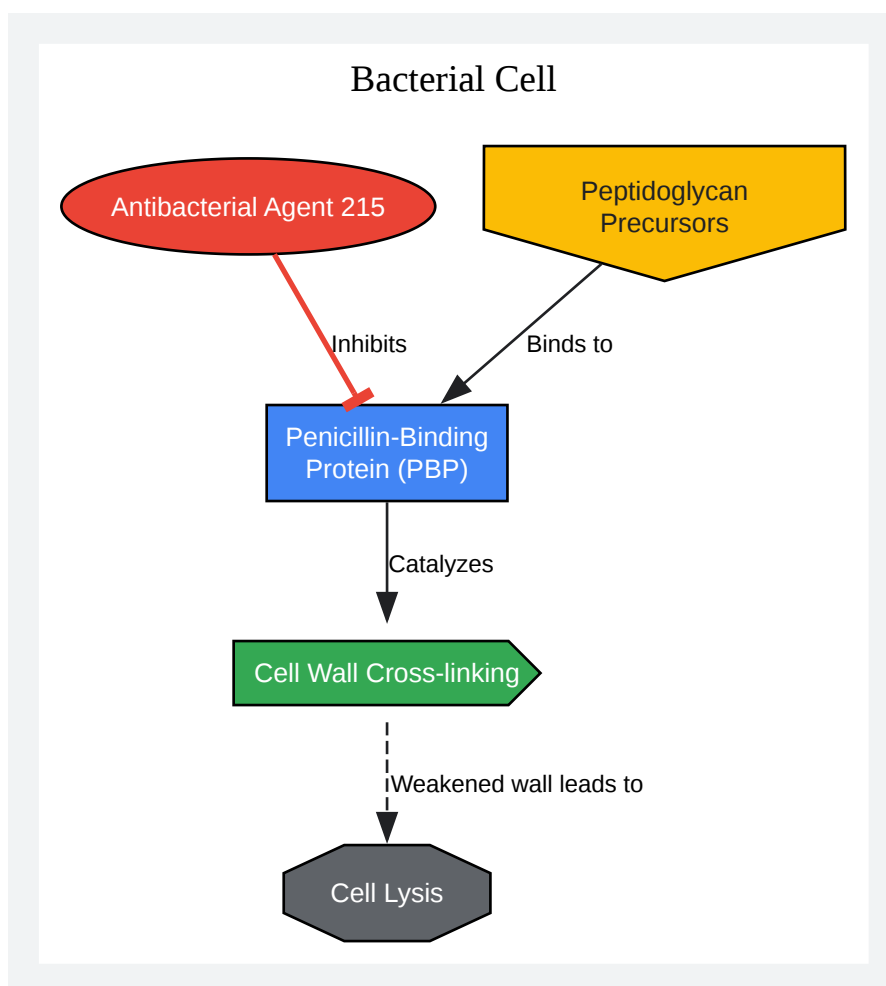 Bacterial Cell
Antibacterial Agent 215
Peptidoglycan
Precursors
Inhibits
Binds to
Penicillin-Binding
Protein (PBP)
Catalyzes
Cell Wall Cross-linking
Weakened wall leads to
Cell Lysis